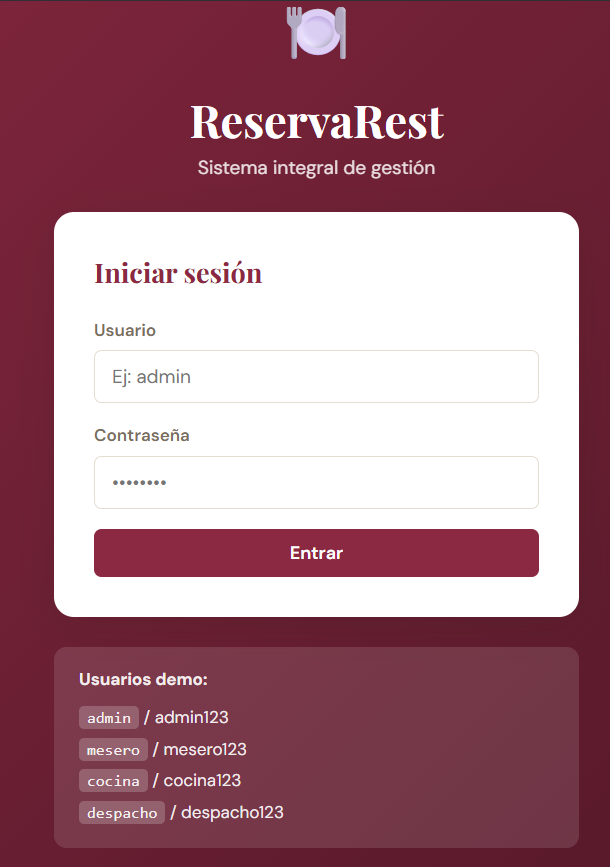 ReservaRest
Sistema integral de gestión
Iniciar sesión
Usuario
Ej: admin
Contraseña
••••••••
Entrar
Usuarios demo:
admin / admin123
mesero / mesero123
cocina / cocina123
despacho / despacho123